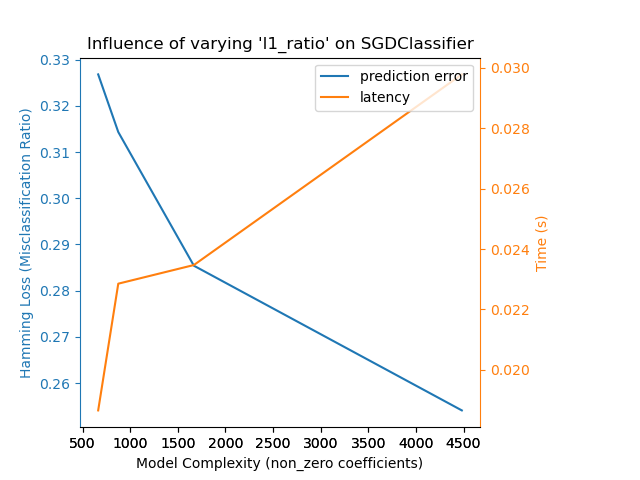 Influence of varying 'l1_ratio' on SGDClassifier
prediction error
latency
Hamming Loss (Misclassification Ratio)
0.33
0.32
0.31
0.30
0.29
0.28
0.27
0.26
0.030
0.028
0.026
0.024
0.022
0.020
Time (s)
500 1000 1500 2000 2500 3000 3500 4000 4500
Model Complexity (non_zero coefficients)